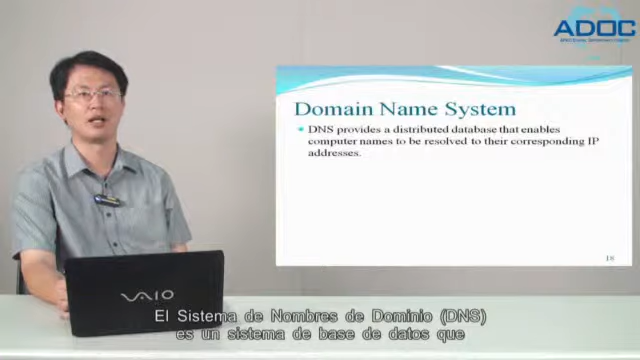 ADOC
Domain Name System
DNS provides a distributed database that enables
computer names to be resolved to their corresponding IP
addresses.
VAIO
El Sistema de Nombres de Dominio (DNS)
es un sistema de base de datos que